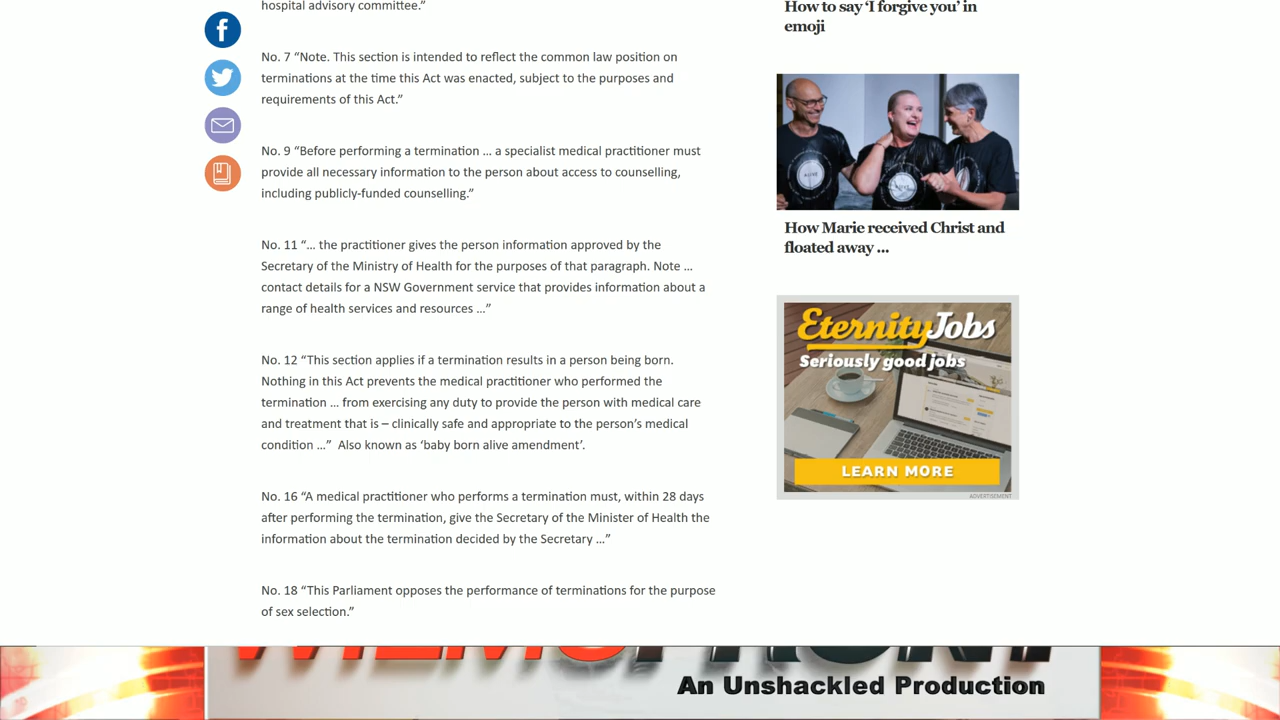 hospital advisory committee.”
No. 7 “Note. This section is intended to reflect the common law position on
terminations at the time this Act was enacted, subject to the purposes and
requirements of this Act.”
No. 9 “Before performing a termination … a specialist medical practitioner must
provide all necessary information to the person about access to counselling,
including publicly-funded counselling.”
No. 11 “… the practitioner gives the person information approved by the
Secretary of the Ministry of Health for the purposes of that paragraph. Note …
contact details for a NSW Government service that provides information about a
range of health services and resources …”
No. 12 “This section applies if a termination results in a person being born.
Nothing in this Act prevents the medical practitioner who performed the
termination … from exercising any duty to provide the person with medical care
and treatment that is – clinically safe and appropriate to the person’s medical
condition …”  Also known as ‘baby born alive amendment’.
No. 16 “A medical practitioner who performs a termination must, within 28 days
after performing the termination, give the Secretary of the Minister of Health the
information about the termination decided by the Secretary …”
No. 18 “This Parliament opposes the performance of terminations for the purpose
of sex selection.”
How to say ‘I forgive you’ in
emoji
How Marie received Christ and
floated away …
EternityJobs
Seriously good jobs
LEARN MORE
ADVERTISEMENT
WILMSFRONT
An Unshackled Production